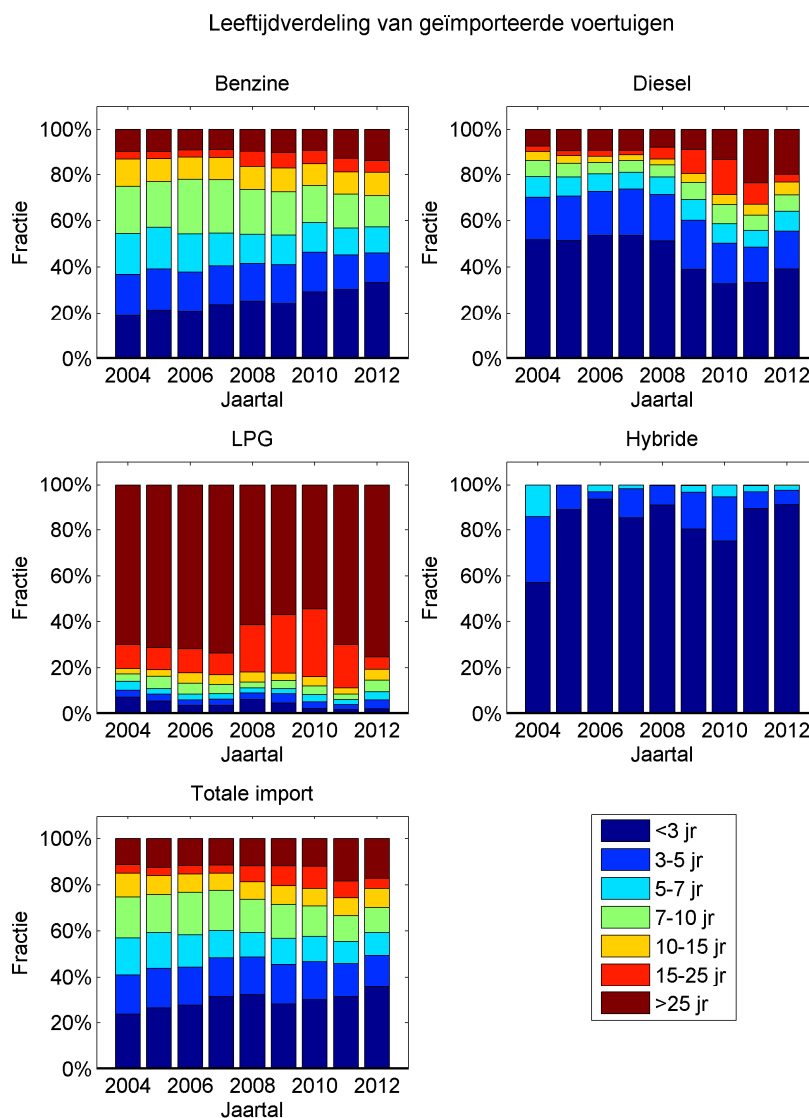 Leeftijdverdeling van geïmporteerde voertuigen
Benzine
100%
80%
60%
40%
20%
0%
Fractie
2004 2006 2008 2010 2012
Jaartal
Diesel
100%
80%
60%
40%
20%
0%
Fractie
2004 2006 2008 2010 2012
Jaartal
LPG
100%
80%
60%
40%
20%
0%
Fractie
2004 2006 2008 2010 2012
Jaartal
Hybride
100%
80%
60%
40%
20%
0%
Fractie
2004 2006 2008 2010 2012
Jaartal
Totale import
100%
80%
60%
40%
20%
0%
Fractie
2004 2006 2008 2010 2012
Jaartal
<3 jr
3-5 jr
5-7 jr
7-10 jr
10-15 jr
15-25 jr
>25 jr